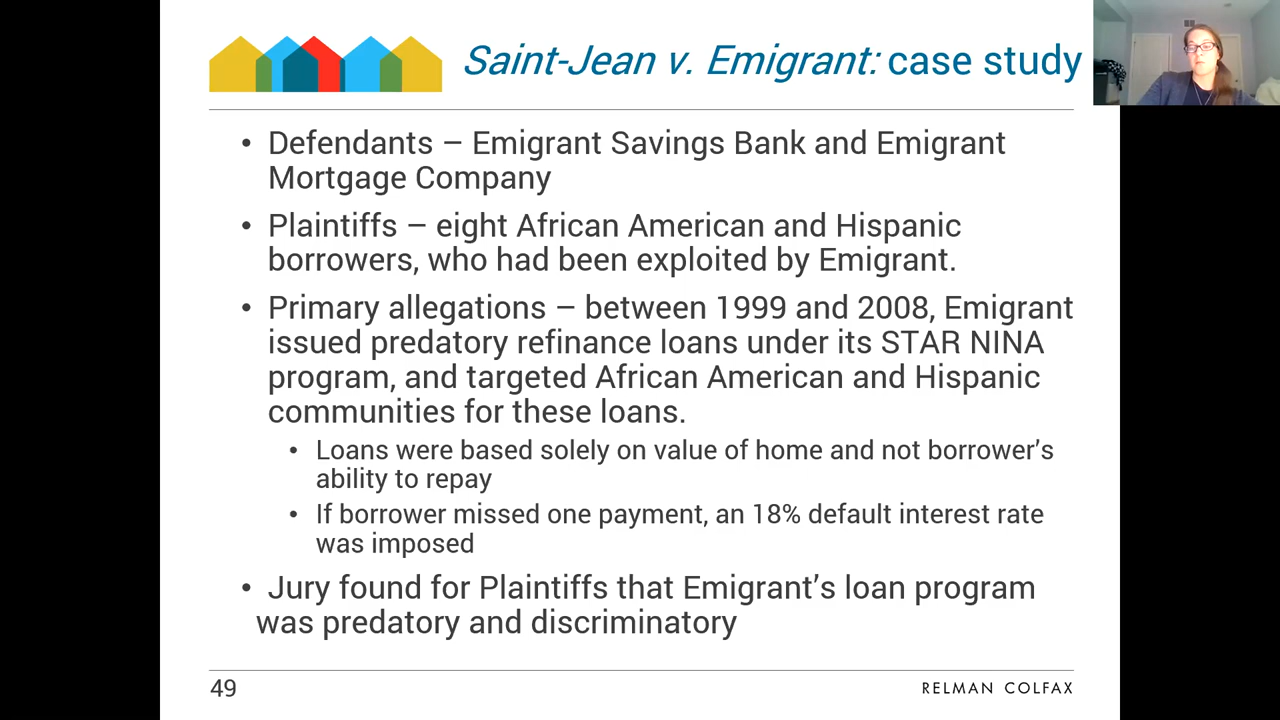 Saint-Jean v. Emigrant: case study
• Defendants – Emigrant Savings Bank and Emigrant
Mortgage Company
• Plaintiffs – eight African American and Hispanic
borrowers, who had been exploited by Emigrant.
• Primary allegations – between 1999 and 2008, Emigrant
issued predatory refinance loans under its STAR NINA
program, and targeted African American and Hispanic
communities for these loans.
• Loans were based solely on value of home and not borrower’s
ability to repay
• If borrower missed one payment, an 18% default interest rate
was imposed
• Jury found for Plaintiffs that Emigrant’s loan program
was predatory and discriminatory
49
RELMAN COLFAX